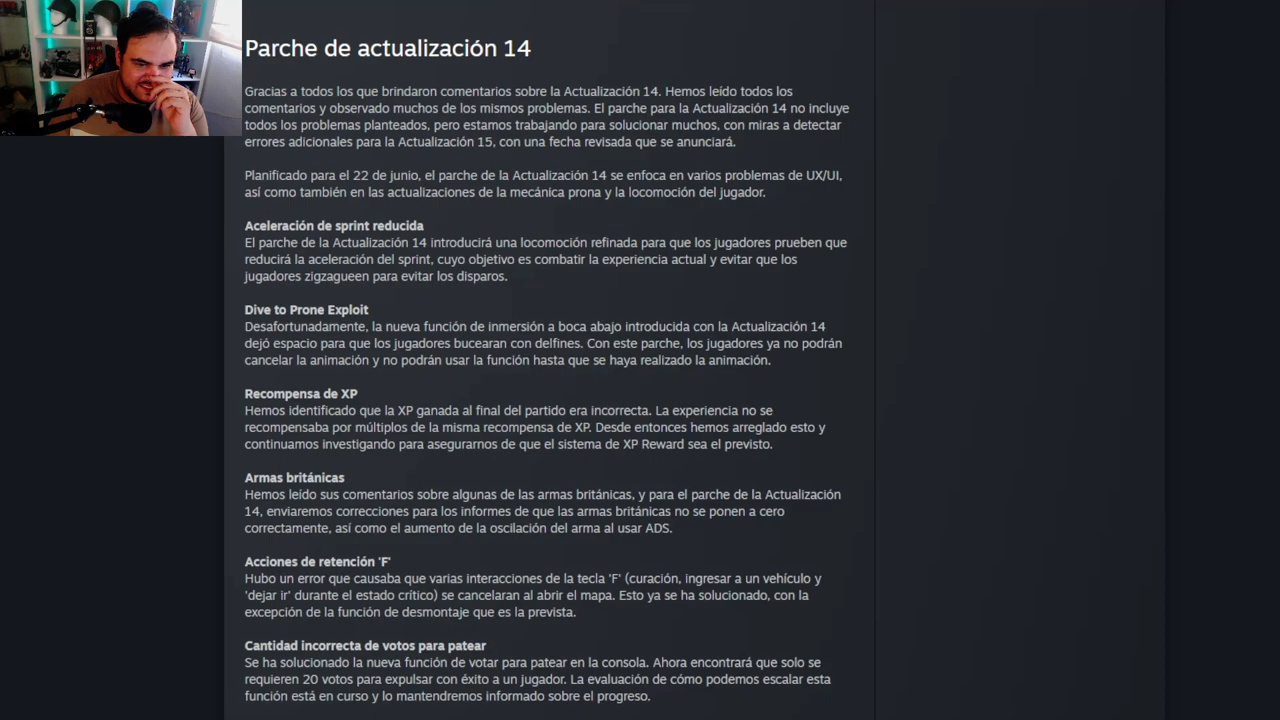 Parche de actualización 14
Gracias a todos los que brindaron comentarios sobre la Actualización 14. Hemos leído todos los
comentarios y observado muchos de los mismos problemas. El parche para la Actualización 14 no incluye
todos los problemas planteados, pero estamos trabajando para solucionar muchos, con miras a detectar
errores adicionales para la Actualización 15, con una fecha revisada que se anunciará.
Planificado para el 22 de junio, el parche de la Actualización 14 se enfoca en varios problemas de UX/UI,
así como también en las actualizaciones de la mecánica prona y la locomoción del jugador.
Aceleración de sprint reducida
El parche de la Actualización 14 introducirá una locomoción refinada para que los jugadores prueben que
reducirá la aceleración del sprint, cuyo objetivo es combatir la experiencia actual y evitar que los
jugadores zigzagueen para evitar los disparos.
Dive to Prone Exploit
Desafortunadamente, la nueva función de inmersión a boca abajo introducida con la Actualización 14
dejó espacio para que los jugadores bucearan con delfines. Con este parche, los jugadores ya no podrán
cancelar la animación y no podrán usar la función hasta que se haya realizado la animación.
Recompensa de XP
Hemos identificado que la XP ganada al final del partido era incorrecta. La experiencia no se
recompensaba por múltiplos de la misma recompensa de XP. Desde entonces hemos arreglado esto y
continuamos investigando para asegurarnos de que el sistema de XP Reward sea el previsto.
Armas británicas
Hemos leído sus comentarios sobre algunas de las armas británicas, y para el parche de la Actualización
14, enviaremos correcciones para los informes de que las armas británicas no se ponen a cero
correctamente, así como el aumento de la oscilación del arma al usar ADS.
Acciones de retención 'F'
Hubo un error que causaba que varias interacciones de la tecla 'F' (curación, ingresar a un vehículo y
'dejar ir' durante el estado crítico) se cancelaran al abrir el mapa. Esto ya se ha solucionado, con la
excepción de la función de desmontaje que es la prevista.
Cantidad incorrecta de votos para patear
Se ha solucionado la nueva función de votar para patear en la consola. Ahora encontrará que solo se
requieren 20 votos para expulsar con éxito a un jugador. La evaluación de cómo podemos escalar esta
función está en curso y lo mantendremos informado sobre el progreso.